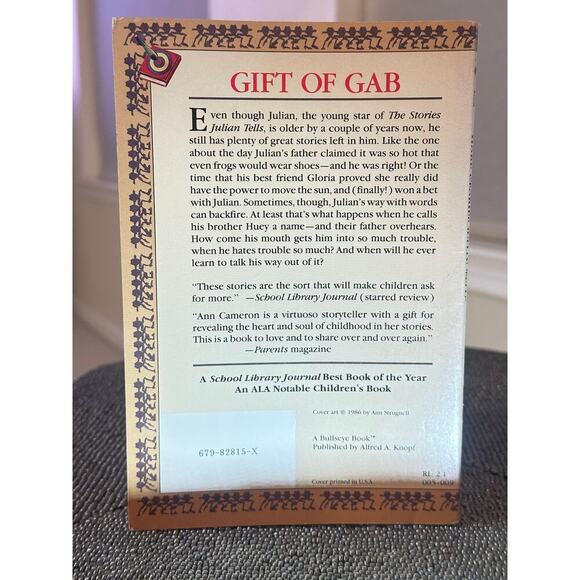 GIFT OF GAB
Even though Julian, the young star of The Stories
Julian Tells, is older by a couple of years now, he
still has plenty of great stories left in him. Like the one
about the day Julian's father claimed it was so hot that
even frogs would wear shoes—and he was right! Or the
time that his best friend Gloria proved she really did
have the power to move the sun, and (finally!) won a bet
with Julian. Sometimes, though, Julian's way with words
can backfire. At least that's what happens when he calls
his brother Huey a name—and their father overhears.
How come his mouth gets him into so much trouble,
when he hates trouble so much? And when will he ever
learn to talk his way out of it?
"These stories are the sort that will make children ask
for more." —School Library Journal (starred review)
"Ann Cameron is a virtuoso storyteller with a gift for
revealing the heart and soul of childhood in her stories.
This is a book to love and to share over and over again."
—Parents magazine
A School Library Journal Best Book of the Year
An ALA Notable Children's Book
Cover art © 1986 by Ann Strugnell
A Bullseye Book™
Published by Alfred A. Knopf
679-82815-X
RL: 2.1
Cover printed in U.S.A.
005-009